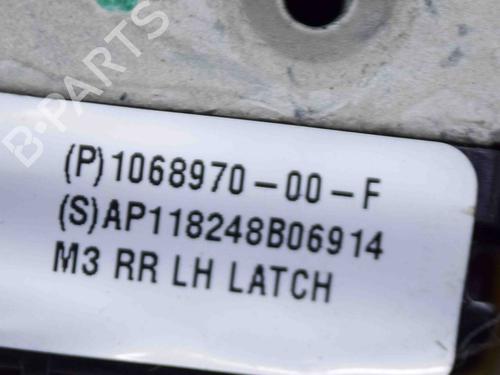 B-PARTS
(P)1068970-00-F
(S)AP118248B06914
M3 RR LH LATCH